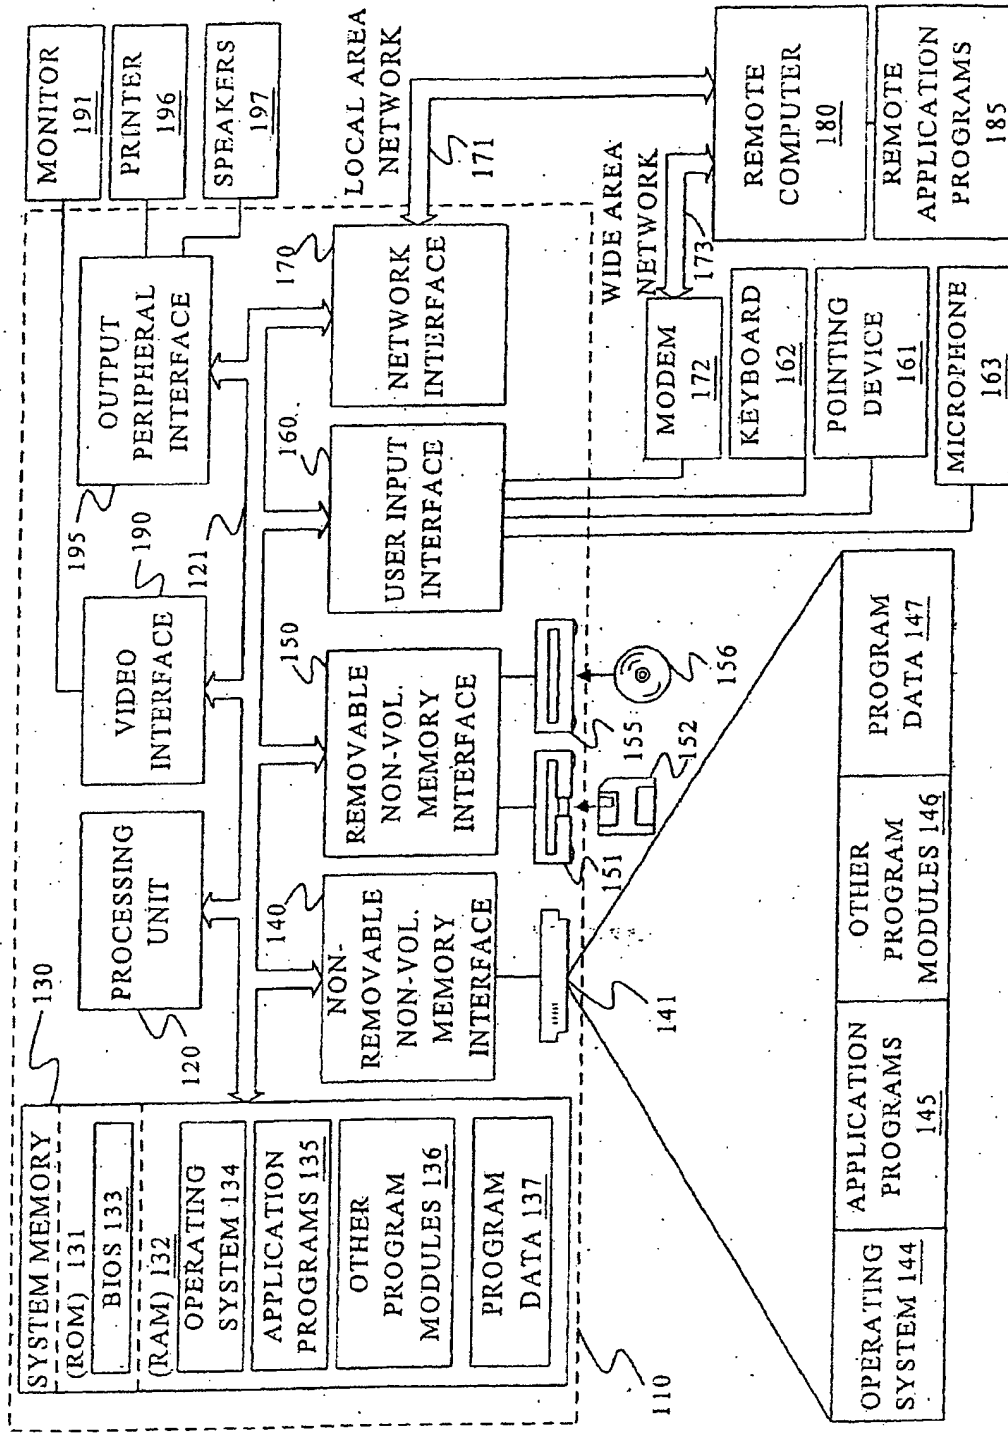 SYSTEM MEMORY
(ROM) 131
BIOS 133
(RAM) 132
OPERATING
SYSTEM 134
APPLICATION
PROGRAMS 135
OTHER
PROGRAM
MODULES 136
PROGRAM
DATA 137
130
120
PROCESSING
UNIT
VIDEO
INTERFACE
190
121
195
OUTPUT
PERIPHERAL
INTERFACE
MONITOR
191
PRINTER
196
SPEAKERS
197
140
NON-
REMOVABLE
NON-VOL.
MEMORY
INTERFACE
150
REMOVABLE
NON-VOL.
MEMORY
INTERFACE
160
USER INPUT
INTERFACE
170
NETWORK
INTERFACE
LOCAL AREA
NETWORK
171
110
141
151
152
155
156
WIDE AREA
NETWORK
173
MODEM
172
KEYBOARD
162
POINTING
DEVICE
161
MICROPHONE
163
REMOTE
COMPUTER
180
REMOTE
APPLICATION
PROGRAMS
185
OPERATING
SYSTEM 144
APPLICATION
PROGRAMS
145
OTHER
PROGRAM
MODULES 146
PROGRAM
DATA 147